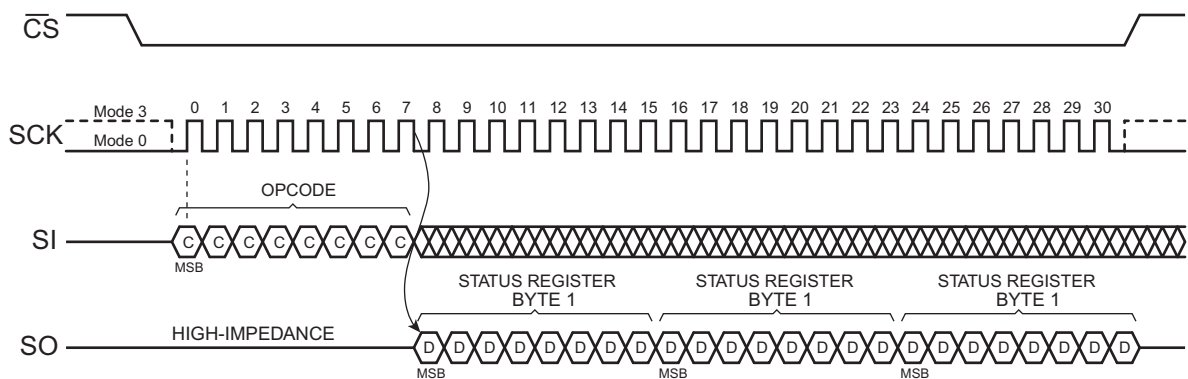 CS
Mode 3
0 1 2 3 4 5 6 7 8 9 10 11 12 13 14 15 16 17 18 19 20 21 22 23 24 25 26 27 28 29 30
SCK
Mode 0
OPCODE
SI
C C C C C C C C
MSB
STATUS REGISTER
BYTE 1
STATUS REGISTER
BYTE 1
STATUS REGISTER
BYTE 1
HIGH-IMPEDANCE
SO
D D D D D D D D D D D D D D D D D D D D D D D D
MSB
MSB
MSB